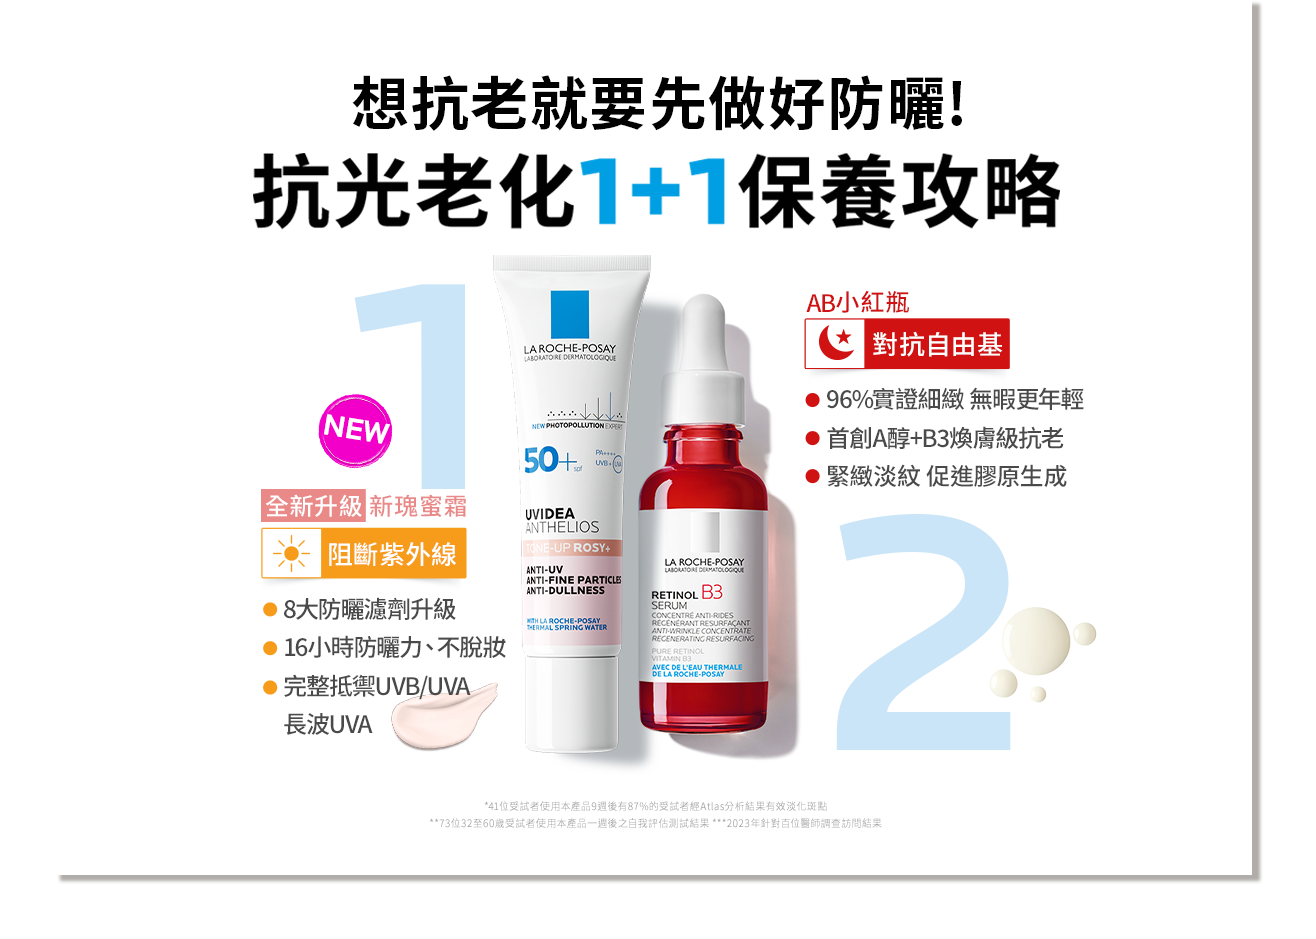 想抗老就要先做好防曬!
抗光老化1+1保養攻略
1
NEW
全新升級 新瑰蜜霜
阻斷紫外線
8大防曬濾劑升級
16小時防曬力、不脫妝
完整抵禦UVB/UVA
長波UVA
LA ROCHE-POSAY
LABORATOIRE DERMATOLOGIQUE
NEW PHOTOPOLLUTION EXPERT
50+ spf
PA++++
UVB + UVA
UVIDEA
ANTHELIOS
TONE-UP ROSY+
ANTI-UV
ANTI-FINE PARTICLES
ANTI-DULLNESS
WITH LA ROCHE-POSAY
THERMAL SPRING WATER
LA ROCHE-POSAY
LABORATOIRE DERMATOLOGIQUE
RETINOL B3
SERUM
CONCENTRÉ ANTI-RIDES
RÉGÉNÉRANT RESURFAÇANT
ANTI-WRINKLE CONCENTRATE
REGENERATING RESURFACING
PURE RETINOL
VITAMIN B3
AVEC DE L'EAU THERMALE
DE LA ROCHE-POSAY
AB小紅瓶
對抗自由基
96%實證細緻 無暇更年輕
首創A醇+B3煥膚級抗老
緊緻淡紋 促進膠原生成
2
*41位受試者使用本產品9週後有87%的受試者經Atlas分析結果有效淡化斑點
**73位32至60歲受試者使用本產品一週後之自我評估測試結果 ***2023年針對百位醫師調查訪問結果